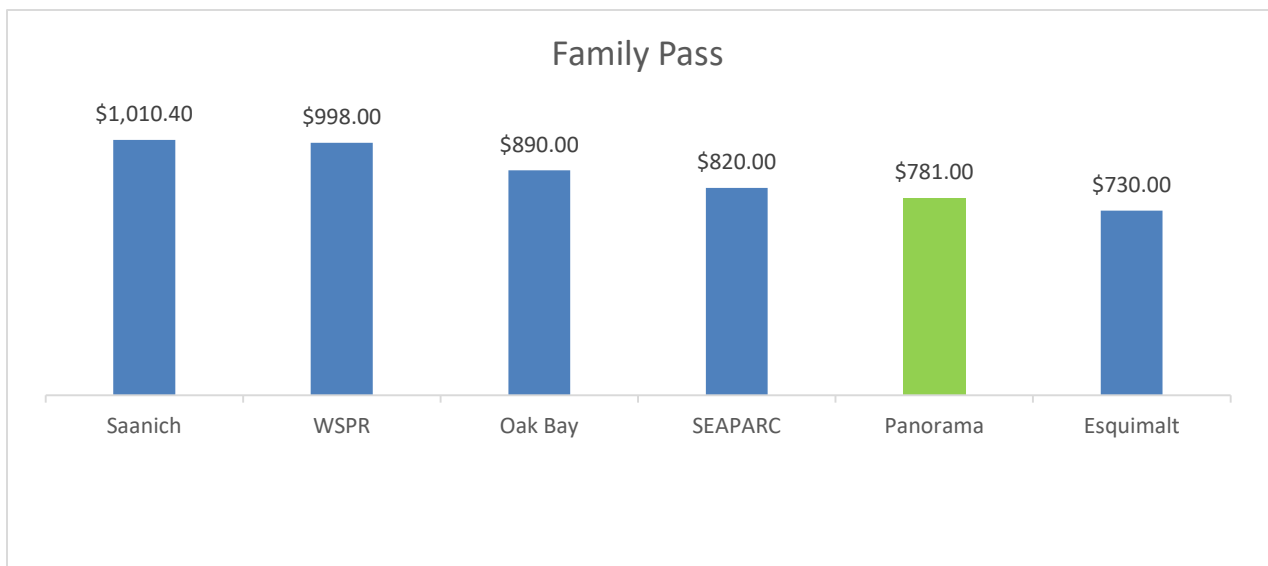 Family Pass
$1,010.40
$998.00
$890.00
$820.00
$781.00
$730.00
Saanich
WSPR
Oak Bay
SEAPARC
Panorama
Esquimalt